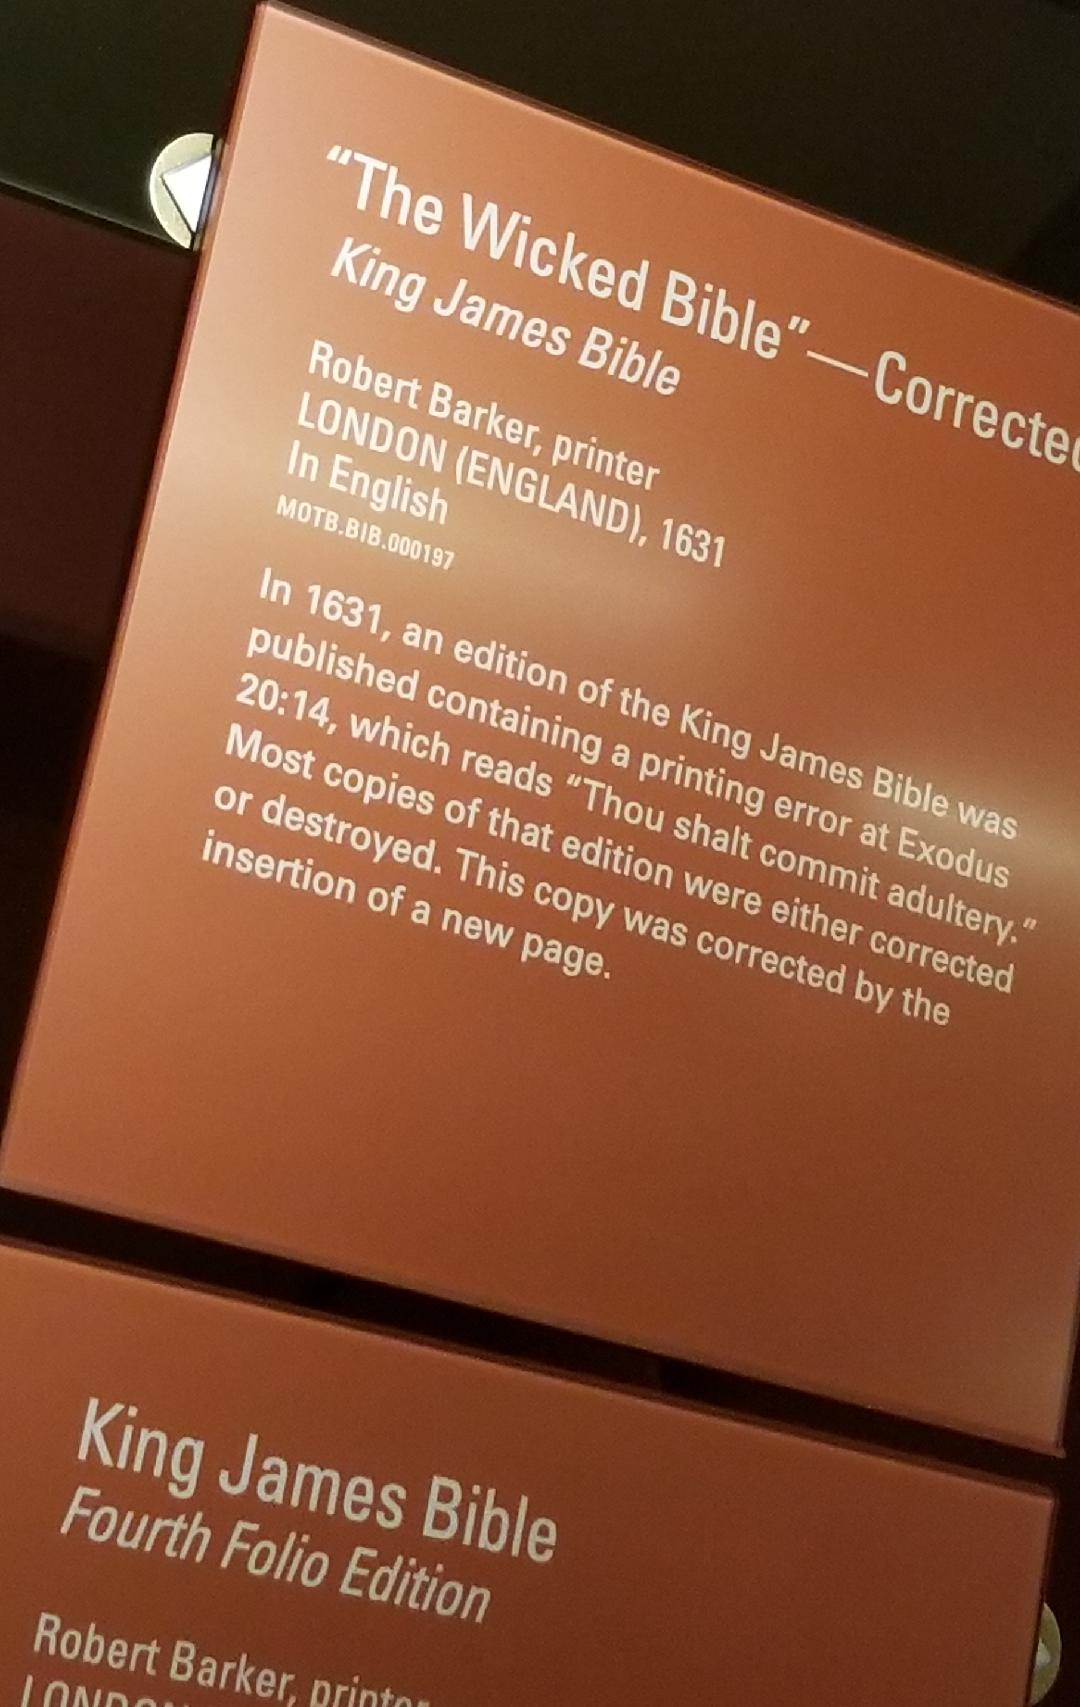 “The Wicked Bible”—Corrected
King James Bible
Robert Barker, printer
LONDON (ENGLAND), 1631
In English
MOTB.BIB.000197
In 1631, an edition of the King James Bible was
published containing a printing error at Exodus
20:14, which reads “Thou shalt commit adultery.”
Most copies of that edition were either corrected
or destroyed. This copy was corrected by the
insertion of a new page.
King James Bible
Fourth Folio Edition
Robert Barker, printer
LONDON